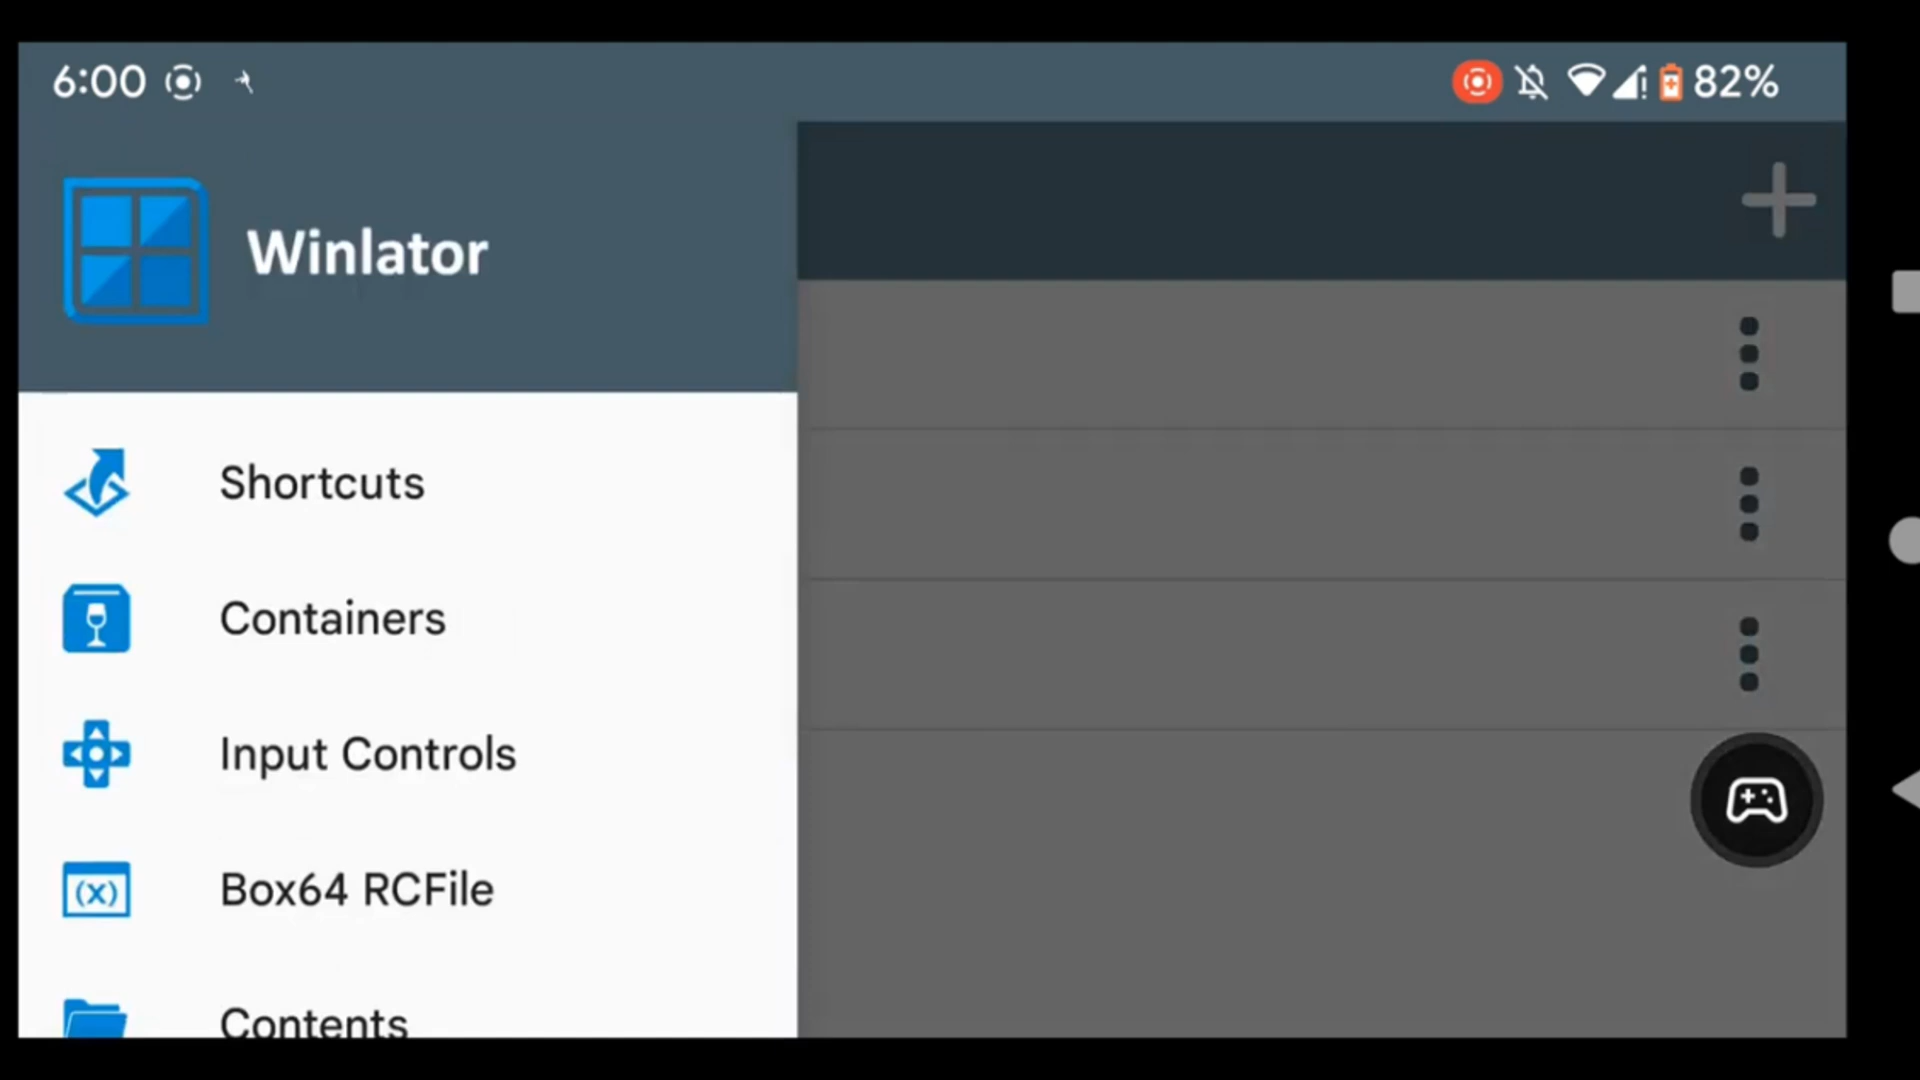 6:00
82%
Winlator
Shortcuts
Containers
Input Controls
(x)
Box64 RCFile
Contents